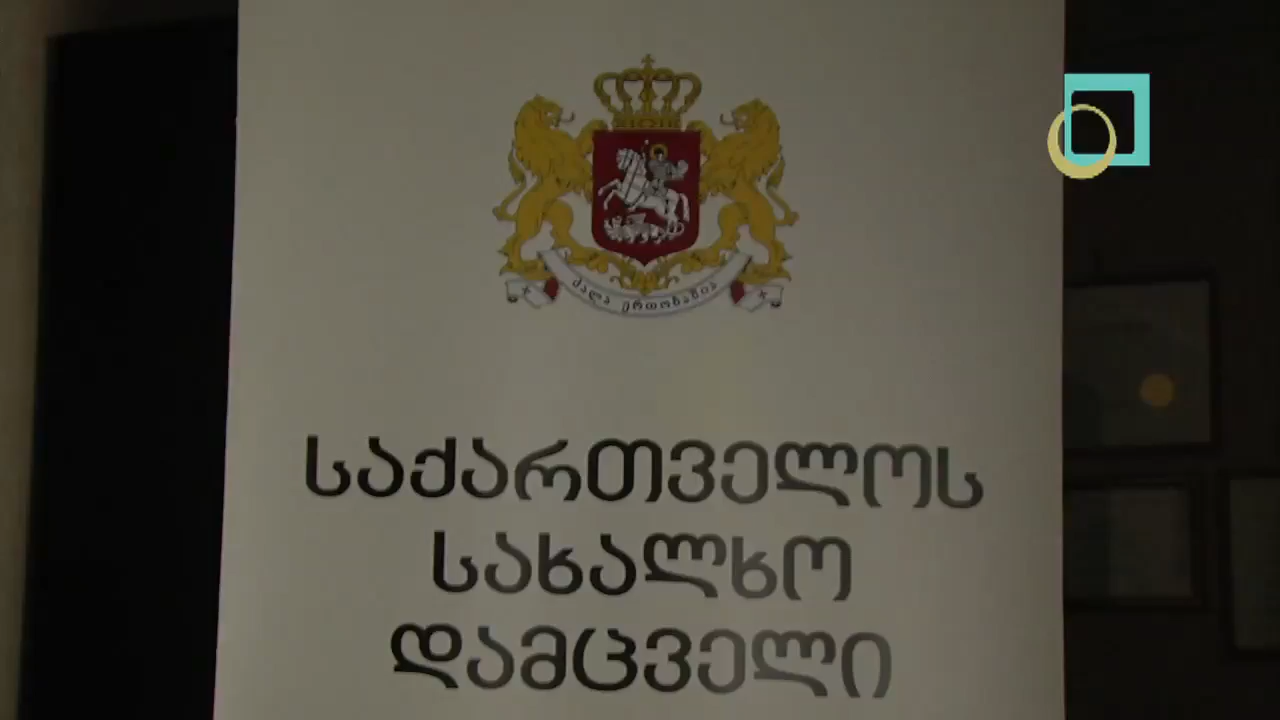 ძალა ერთობაშია
საქართველოს
სახალხო
დამცველი